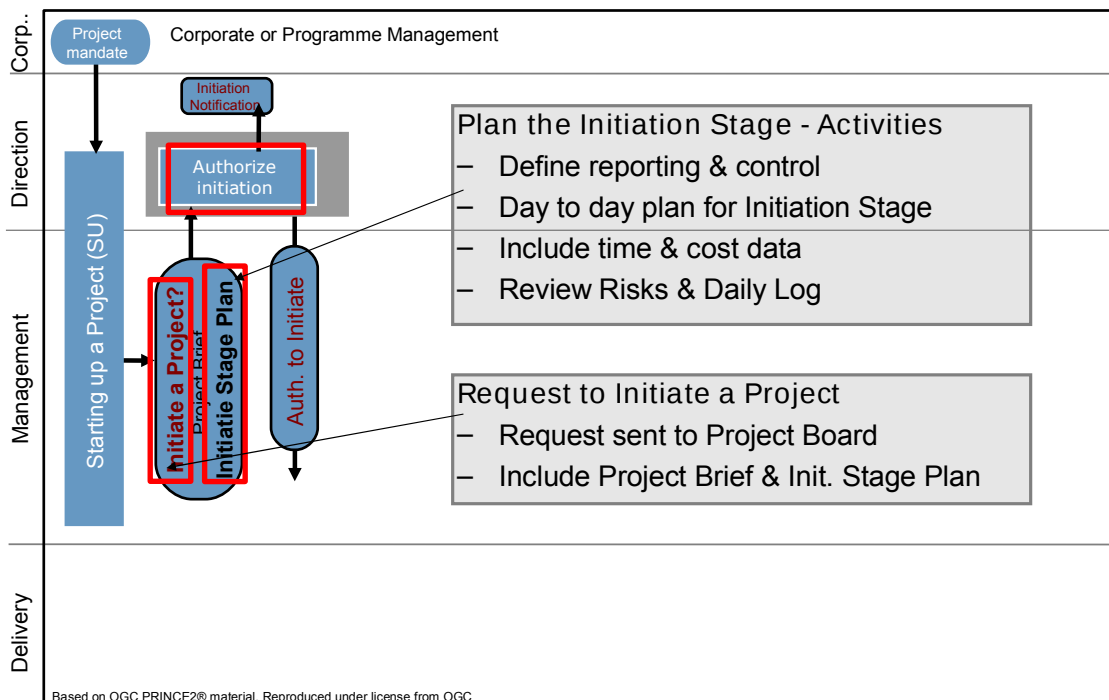 Corp..
Project
mandate
Corporate or Programme Management
Direction
Initiation
Notification
Authorize
initiation
Plan the Initiation Stage - Activities
– Define reporting & control
– Day to day plan for Initiation Stage
– Include time & cost data
– Review Risks & Daily Log
Management
Starting up a Project (SU)
Initiate a Project?
Project Brief
Initiatie Stage Plan
Auth. to Initiate
Request to Initiate a Project
– Request sent to Project Board
– Include Project Brief & Init. Stage Plan
Delivery
Based on OGC PRINCE2® material. Reproduced under license from OGC